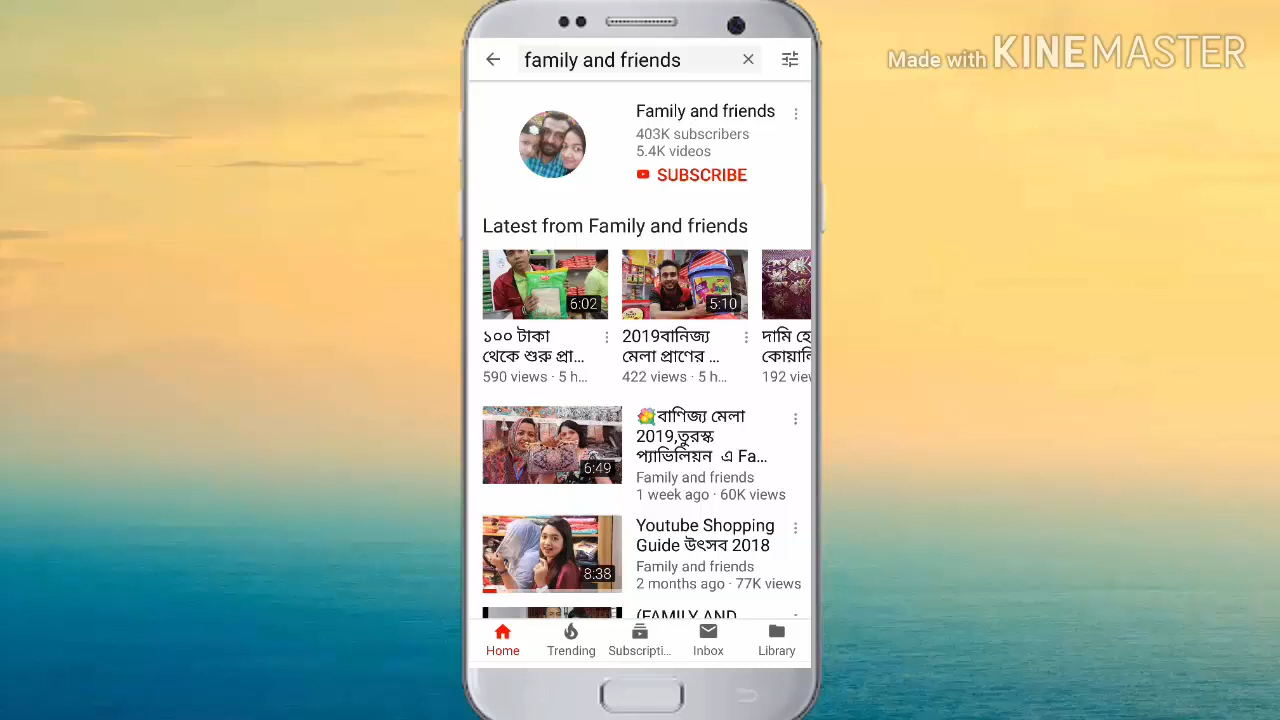 Made with KINEMASTER
family and friends
Family and friends
403K subscribers
5.4K videos
SUBSCRIBE
Latest from Family and friends
6:02
5:10
১০০ টাকা
থেকে শুরু প্রা...
590 views · 5 h...
2019বানিজ্য
মেলা প্রাণের ...
422 views · 5 h...
দামি হে
কোয়ালি
192 vie
6:49
বাণিজ্য মেলা
2019,তুরস্ক
প্যাভিলিয়ন এ Fa...
Family and friends
1 week ago · 60K views
8:38
Youtube Shopping
Guide উৎসব 2018
Family and friends
2 months ago · 77K views
(FAMILY AND
Home
Trending
Subscripti...
Inbox
Library